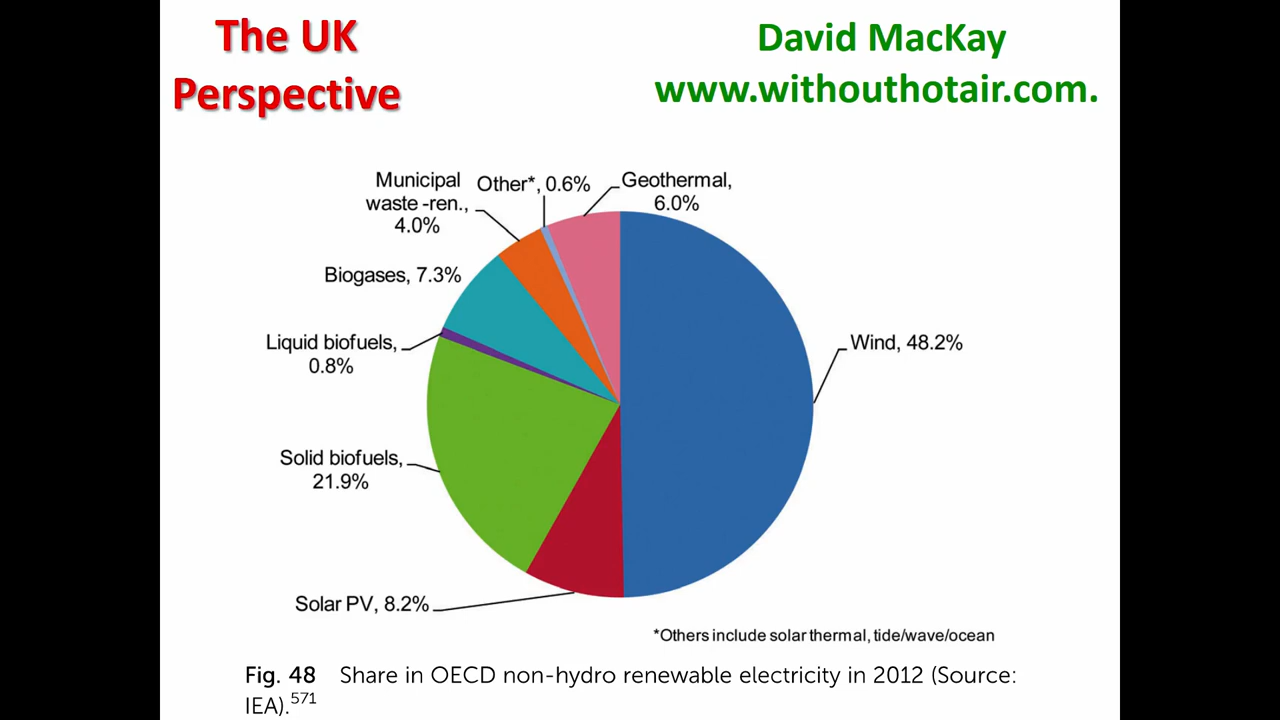 The UK
Perspective
David MacKay
www.withouthotair.com.
Municipal
waste -ren.,
4.0%
Other*, 0.6%
Geothermal,
6.0%
Biogases, 7.3%
Liquid biofuels,
0.8%
Wind, 48.2%
Solid biofuels,
21.9%
Solar PV, 8.2%
*Others include solar thermal, tide/wave/ocean
Fig. 48 Share in OECD non-hydro renewable electricity in 2012 (Source:
IEA).571